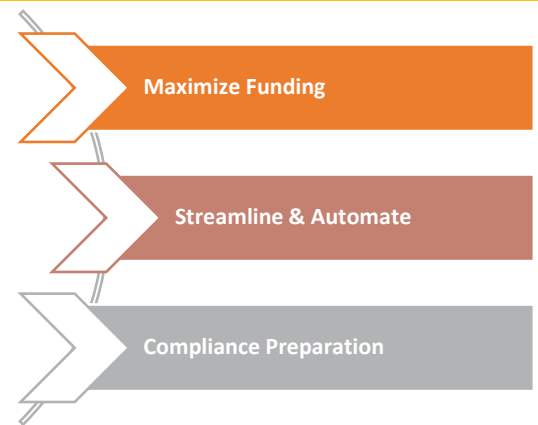 Maximize Funding
Streamline & Automate
Compliance Preparation